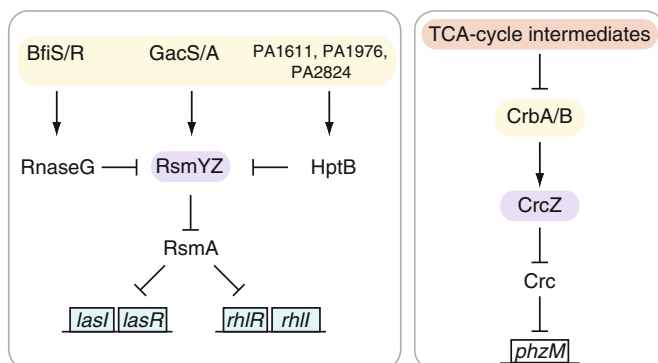 BfiS/R
GacS/A
PA1611, PA1976,
PA2824
RnaseG
RsmYZ
HptB
RsmA
lasI
lasR
rhlR
rhlI
TCA-cycle intermediates
CrbA/B
CrcZ
Crc
phzM